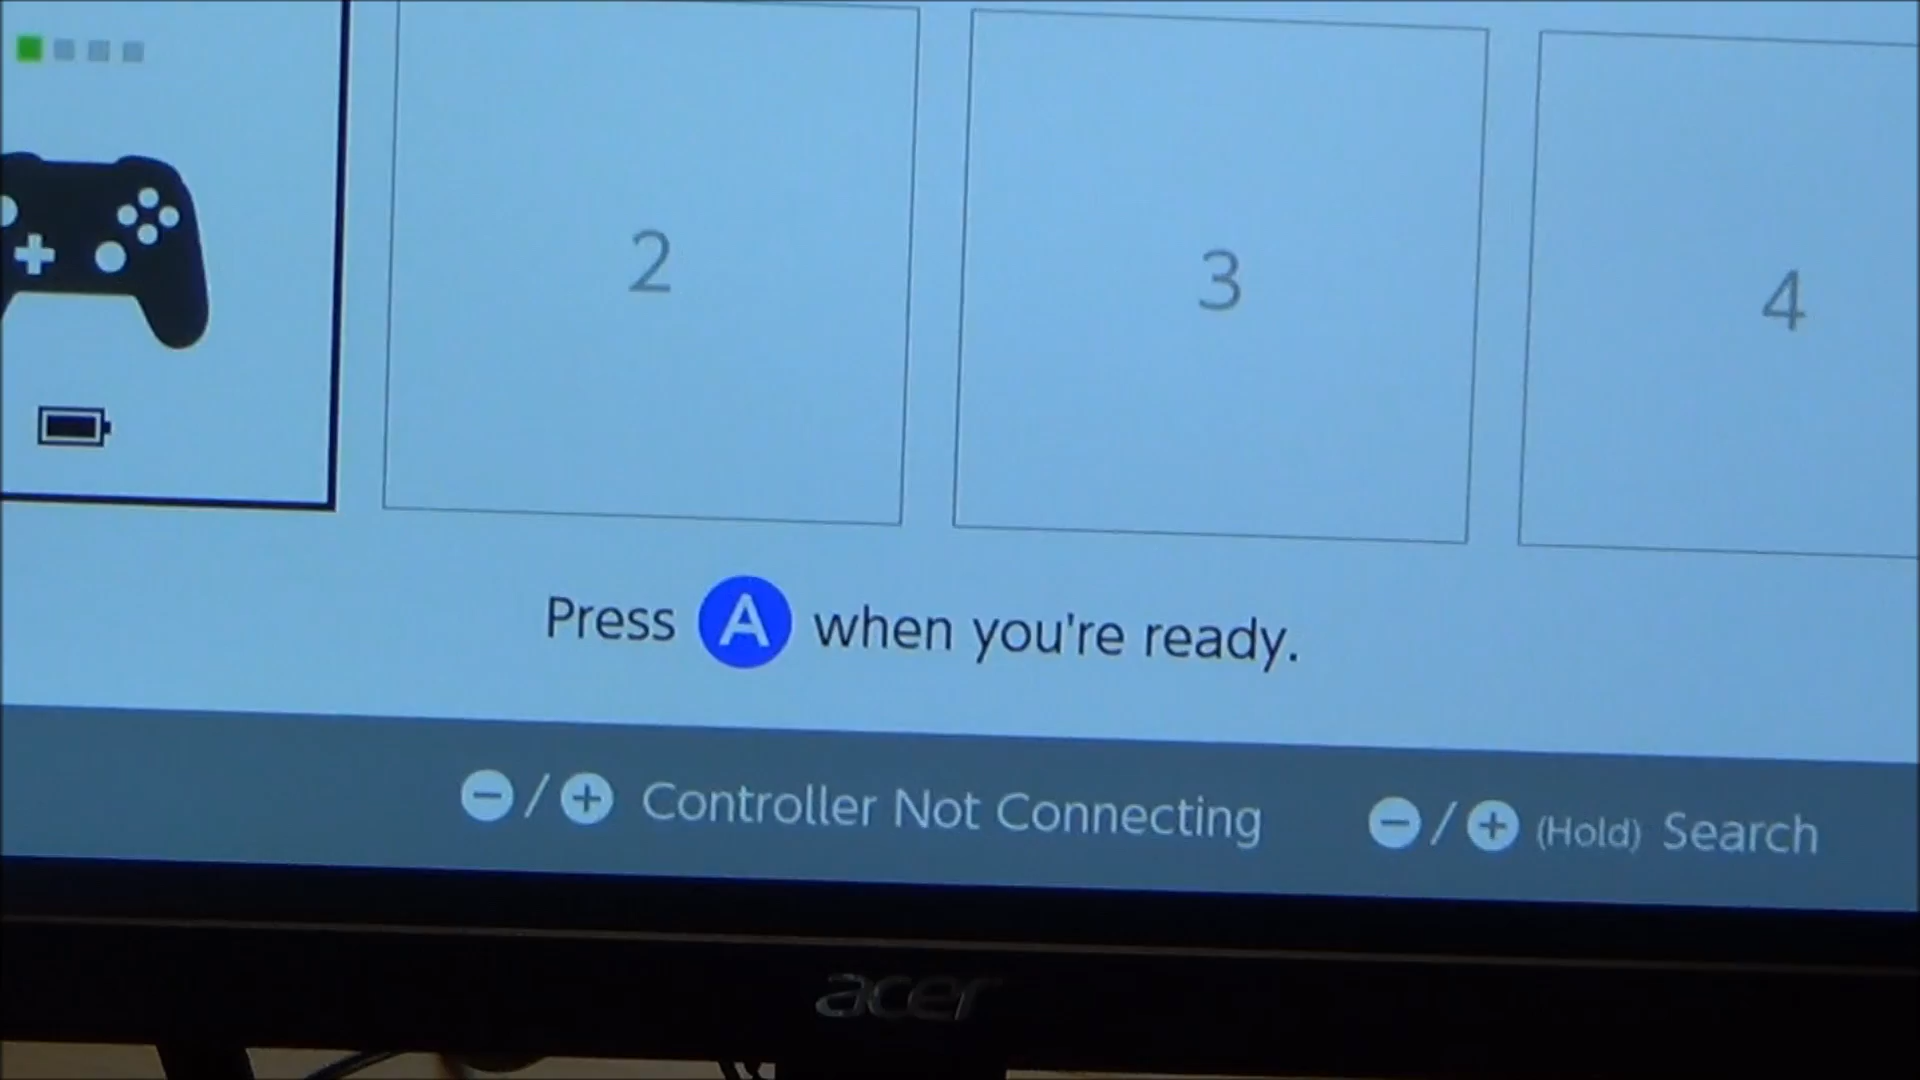 2
3
4
Press A when you're ready.
−/+ Controller Not Connecting
−/+ (Hold) Search
acer